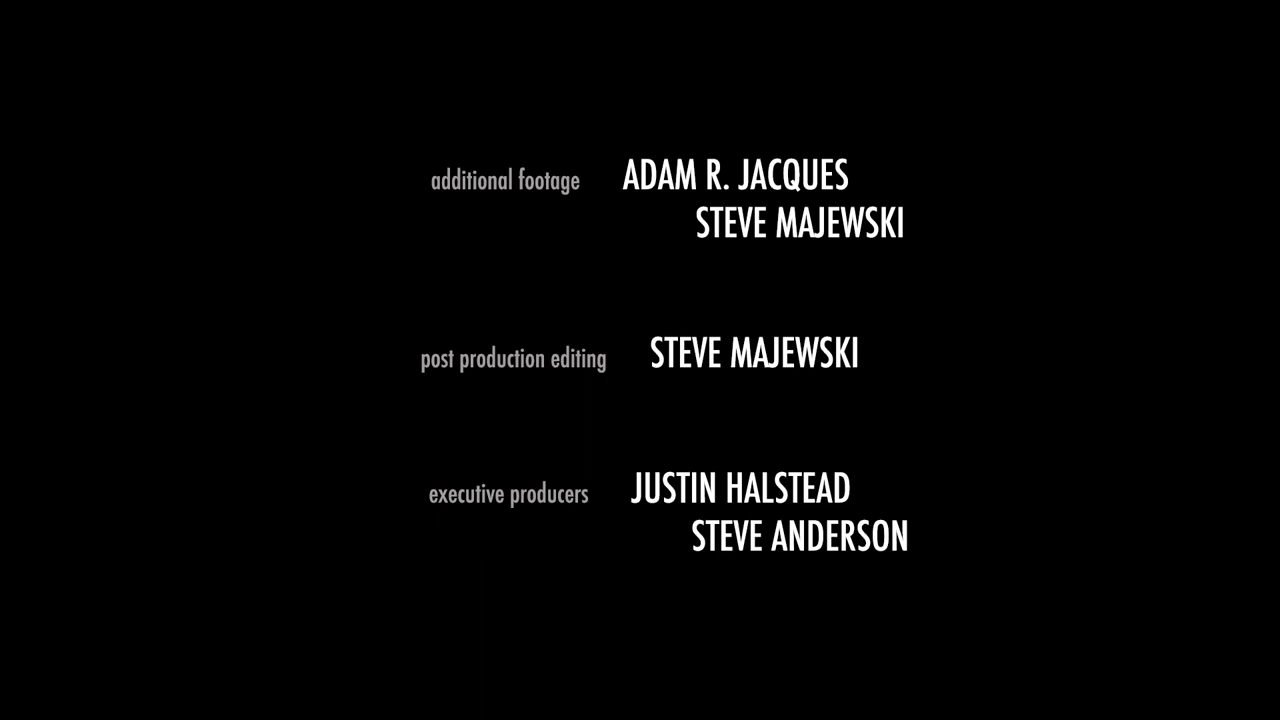 additional footage ADAM R. JACQUES
STEVE MAJEWSKI
post production editing STEVE MAJEWSKI
executive producers JUSTIN HALSTEAD
STEVE ANDERSON